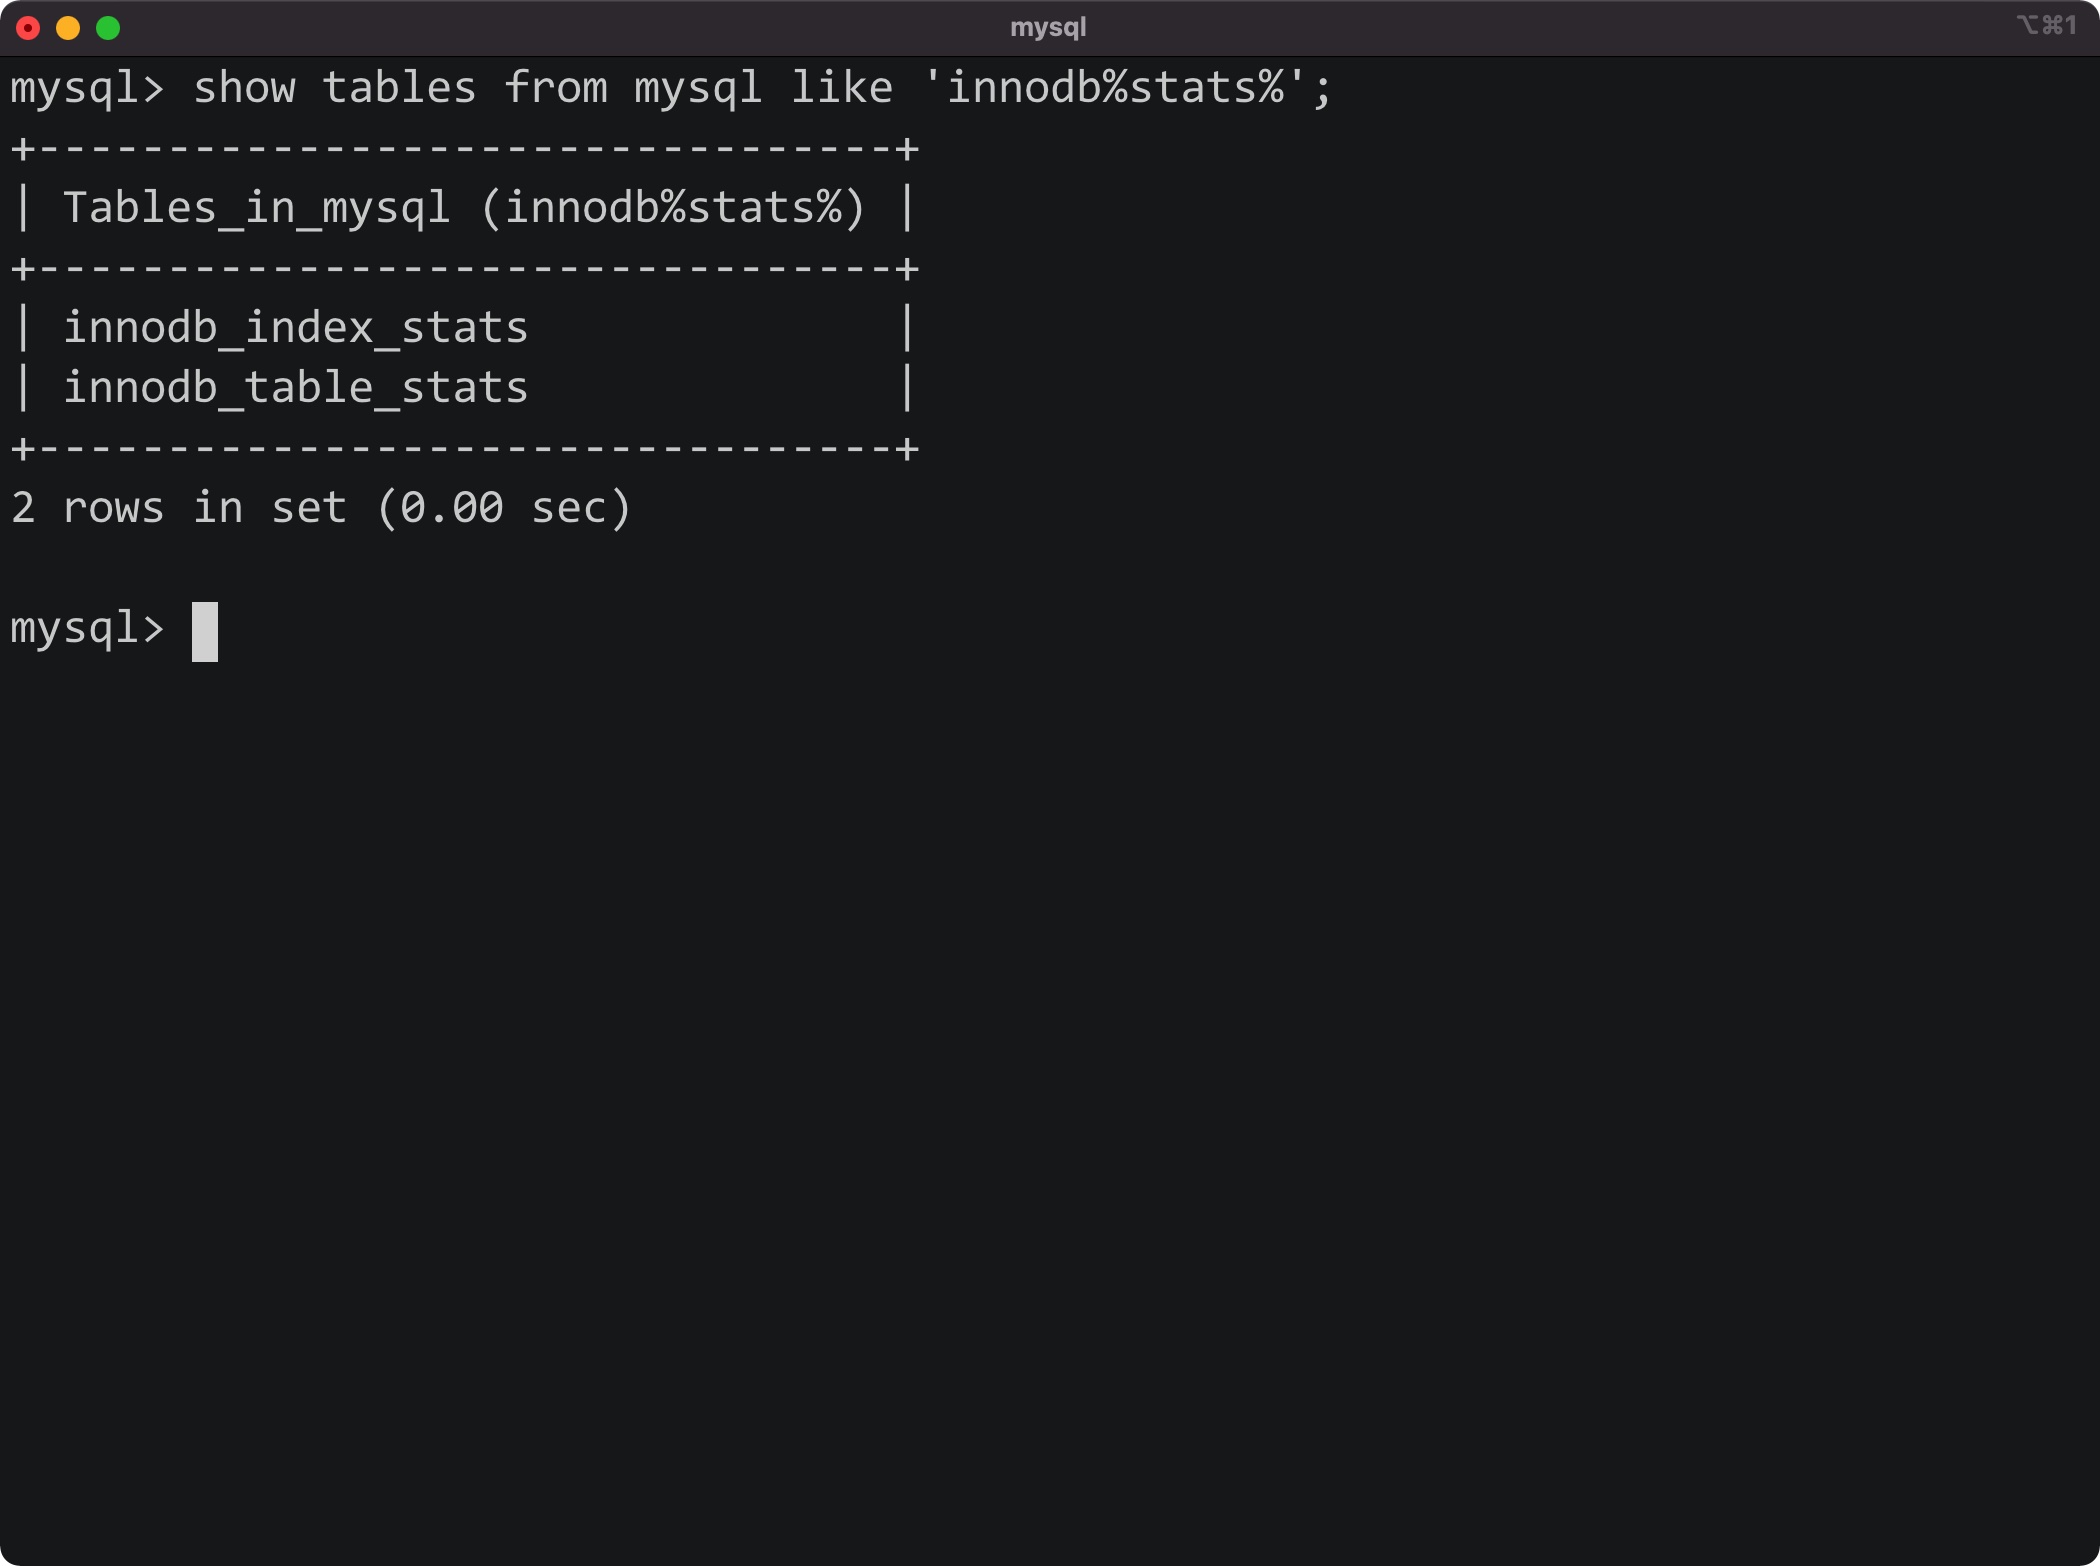 mysql
⌥⌘1
mysql> show tables from mysql like 'innodb%stats%';
+---------------------------------+
| Tables_in_mysql (innodb%stats%) |
+---------------------------------+
| innodb_index_stats              |
| innodb_table_stats              |
+---------------------------------+
2 rows in set (0.00 sec)
mysql>